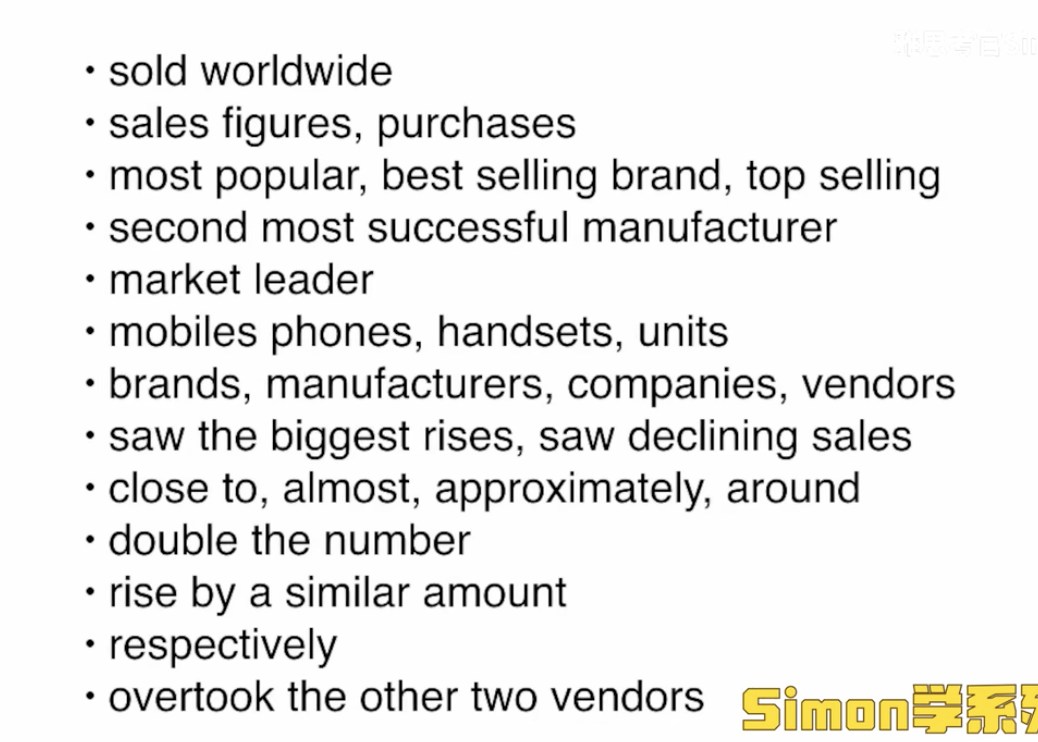 • sold worldwide
• sales figures, purchases
• most popular, best selling brand, top selling
• second most successful manufacturer
• market leader
• mobiles phones, handsets, units
• brands, manufacturers, companies, vendors
• saw the biggest rises, saw declining sales
• close to, almost, approximately, around
• double the number
• rise by a similar amount
• respectively
• overtook the other two vendors
Simon学系列